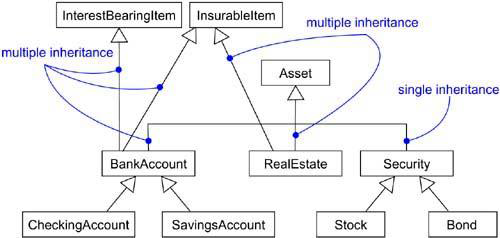 InterestBearingItem InsurableItem
multiple inheritance
multiple inheritance
Asset
single inheritance
BankAccount RealEstate Security
CheckingAccount SavingsAccount Stock Bond